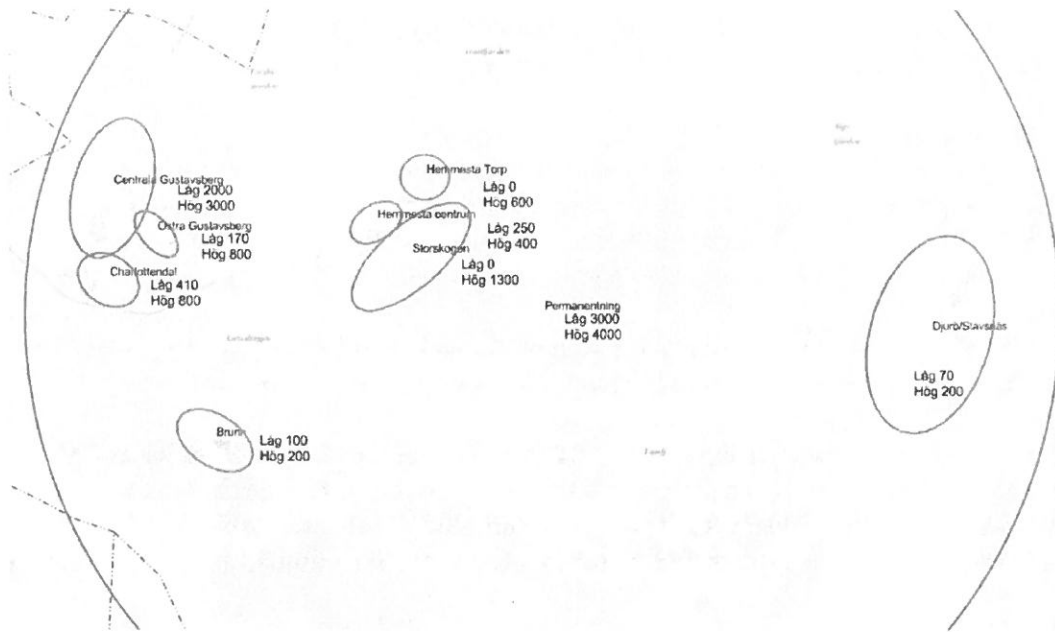 Centrala Gustavsberg
Låg 2000
Hög 3000
Östra Gustavsberg
Låg 170
Hög 800
Charlottendal
Låg 410
Hög 800
Hemmesta Torp
Låg 0
Hög 600
Hemmesta centrum
Låg 250
Hög 400
Storskogen
Låg 0
Hög 1300
Permanentning
Låg 3000
Hög 4000
Djurö/Stavsnäs
Låg 70
Hög 200
Brunn
Låg 100
Hög 200